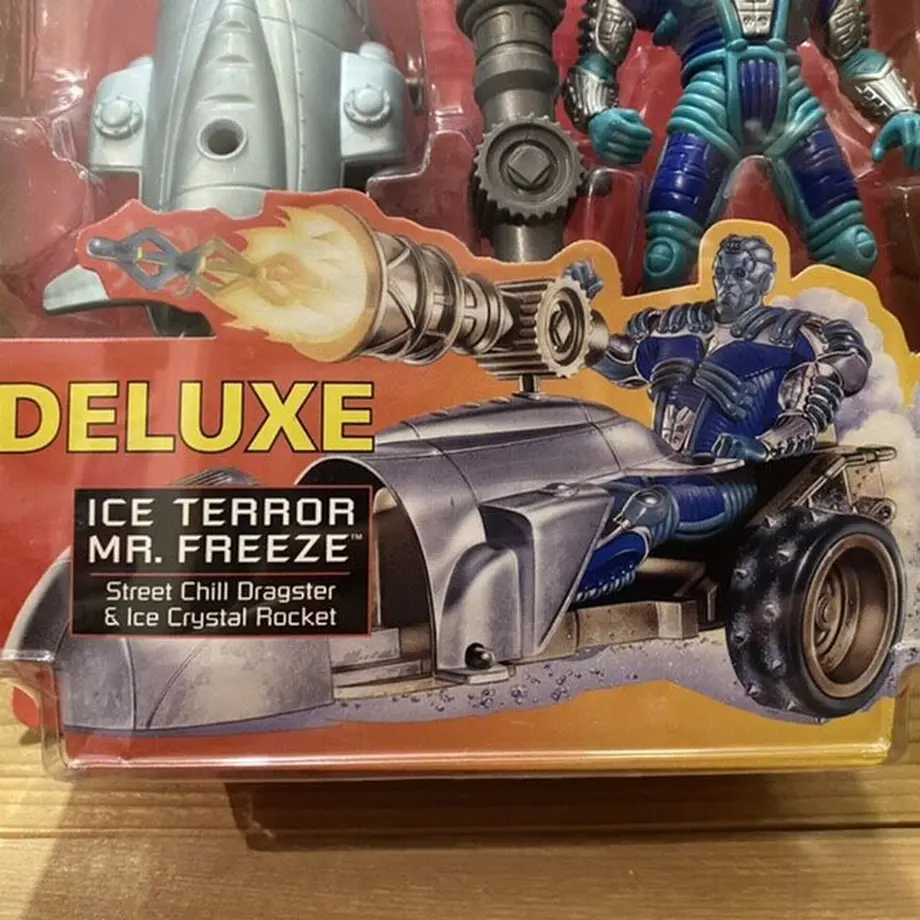 DELUXE
ICE TERROR
MR. FREEZE™
Street Chill Dragster
& Ice Crystal Rocket